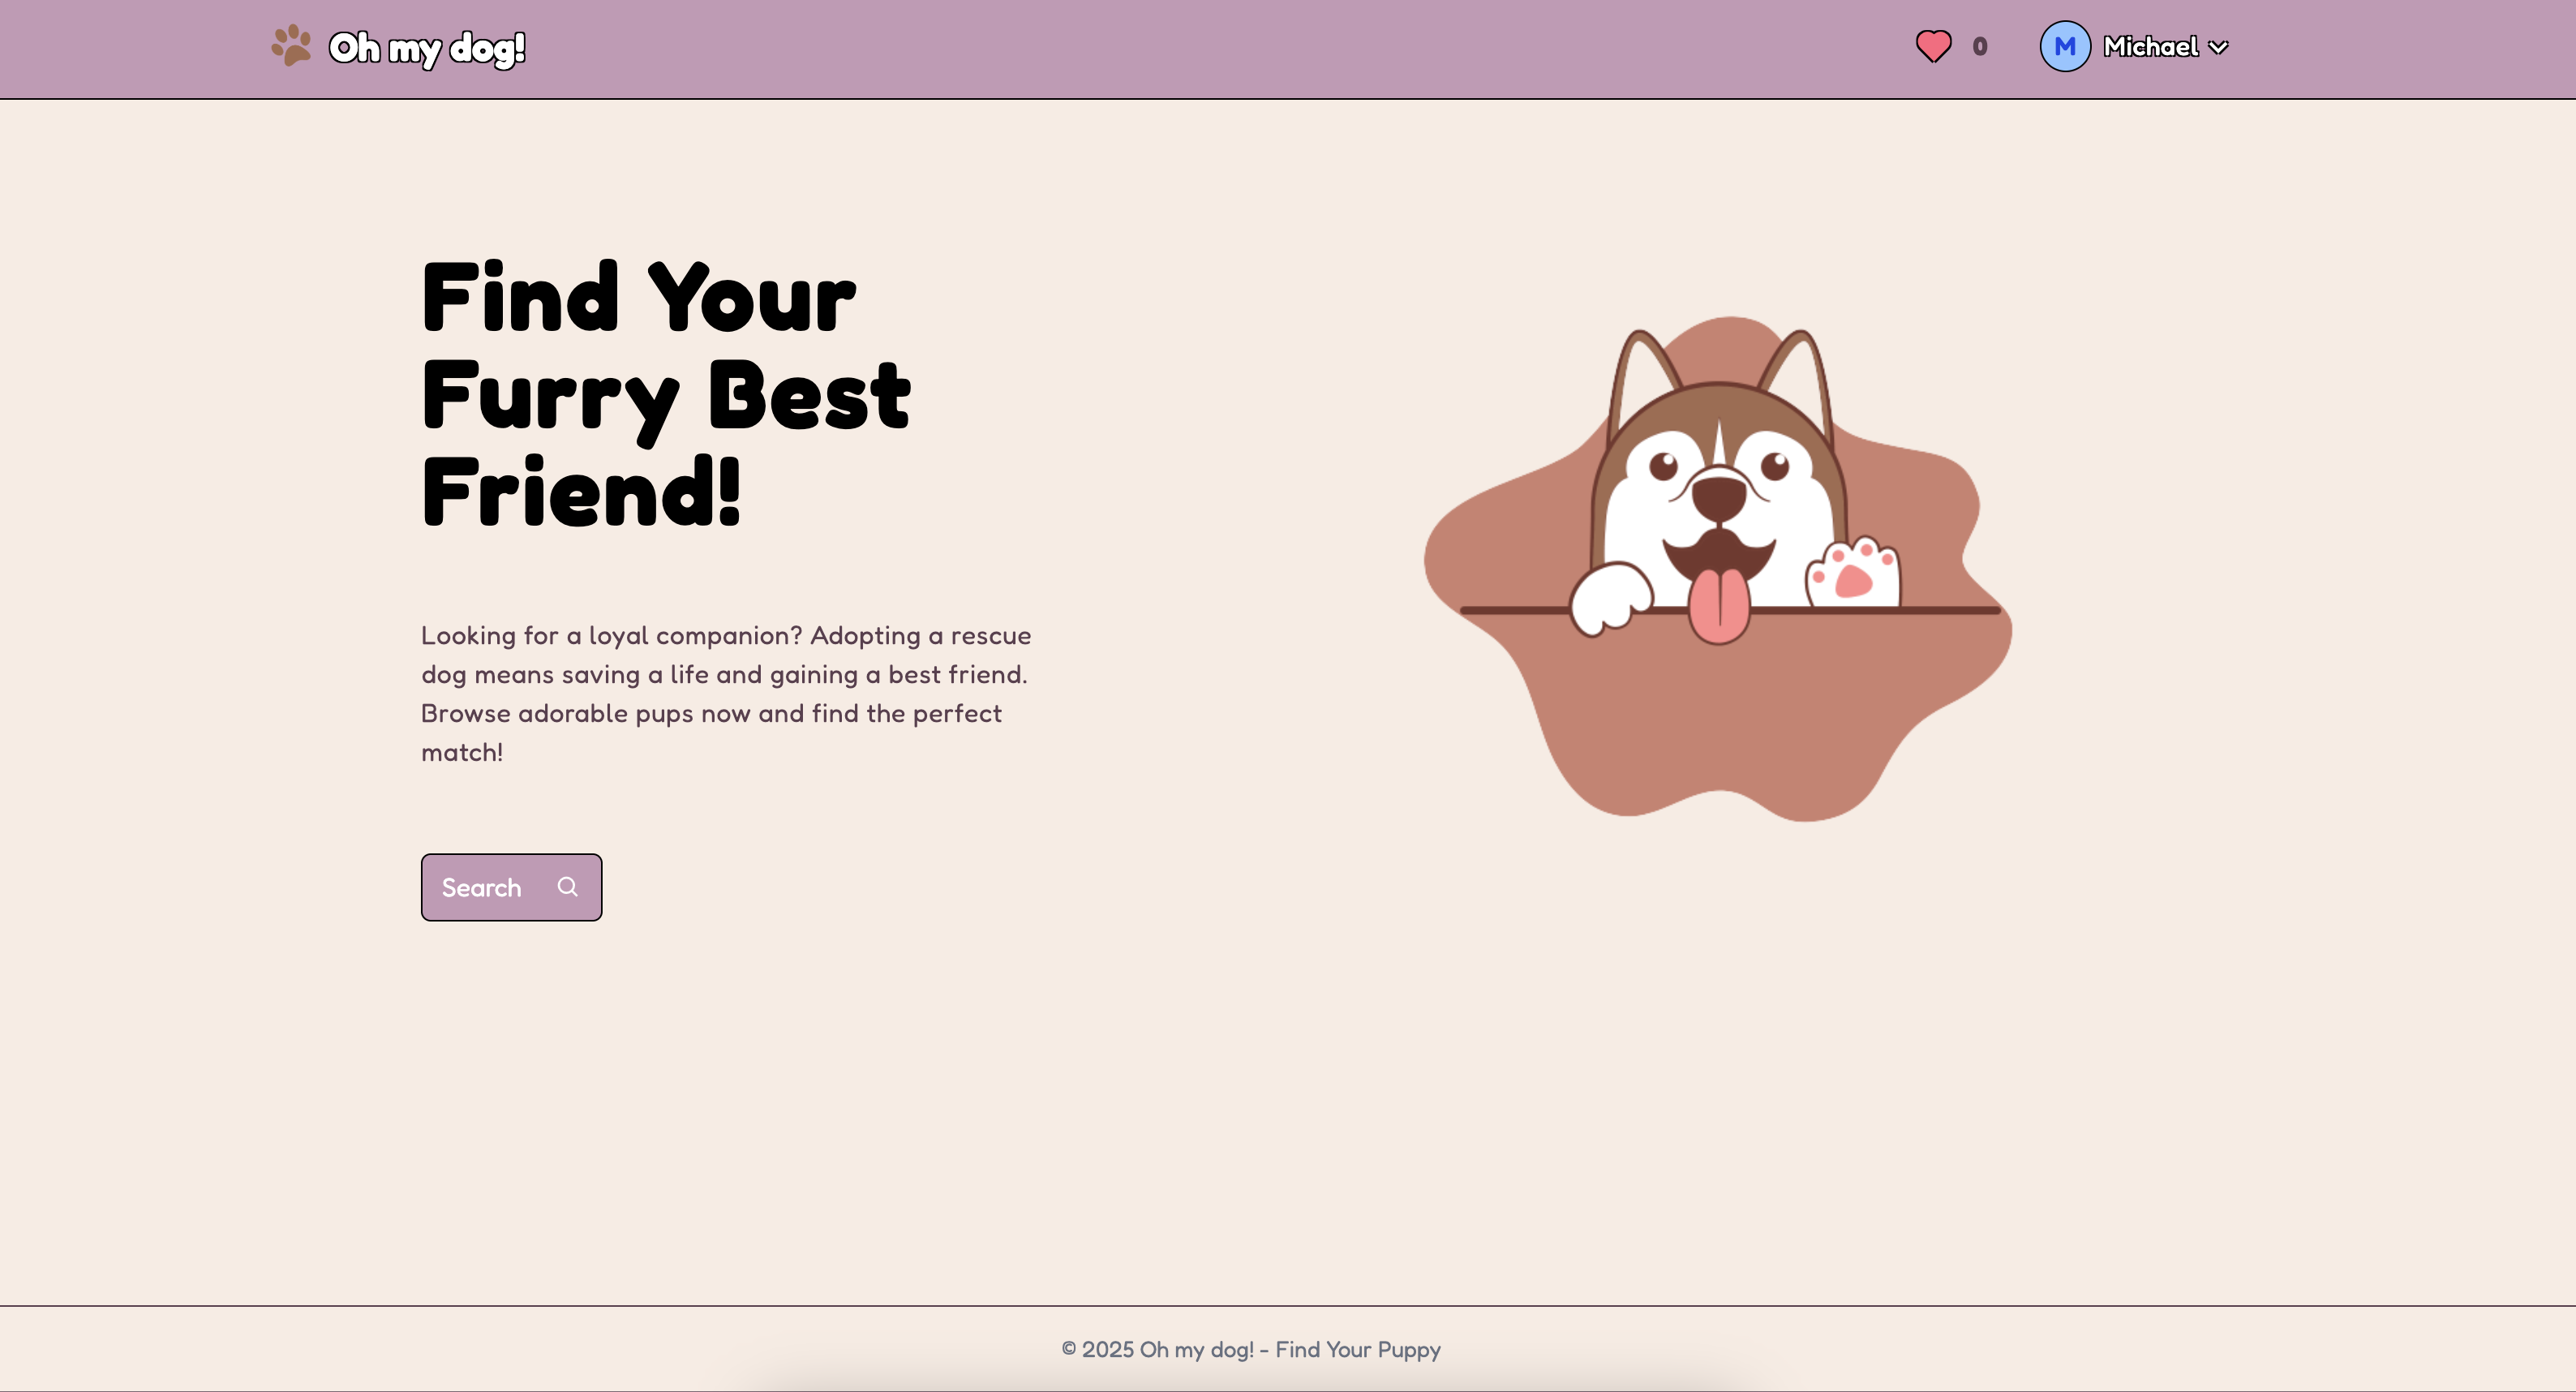 Oh my dog!
0
M
Michael
Find Your
Furry Best
Friend!
Looking for a loyal companion? Adopting a rescue
dog means saving a life and gaining a best friend.
Browse adorable pups now and find the perfect
match!
Search
© 2025 Oh my dog! - Find Your Puppy